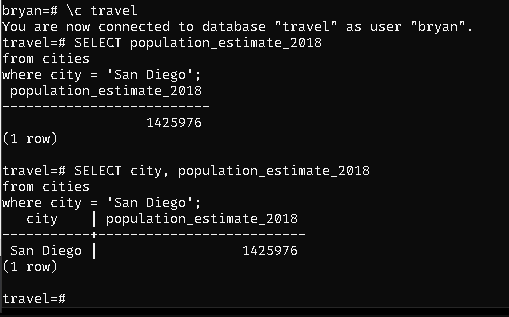 bryan=# \c travel
You are now connected to database "travel" as user "bryan".
travel=# SELECT population_estimate_2018
from cities
where city = 'San Diego';
 population_estimate_2018
--------------------------
                  1425976
(1 row)

travel=# SELECT city, population_estimate_2018
from cities
where city = 'San Diego';
   city    | population_estimate_2018
-----------+--------------------------
 San Diego |                  1425976
(1 row)

travel=#